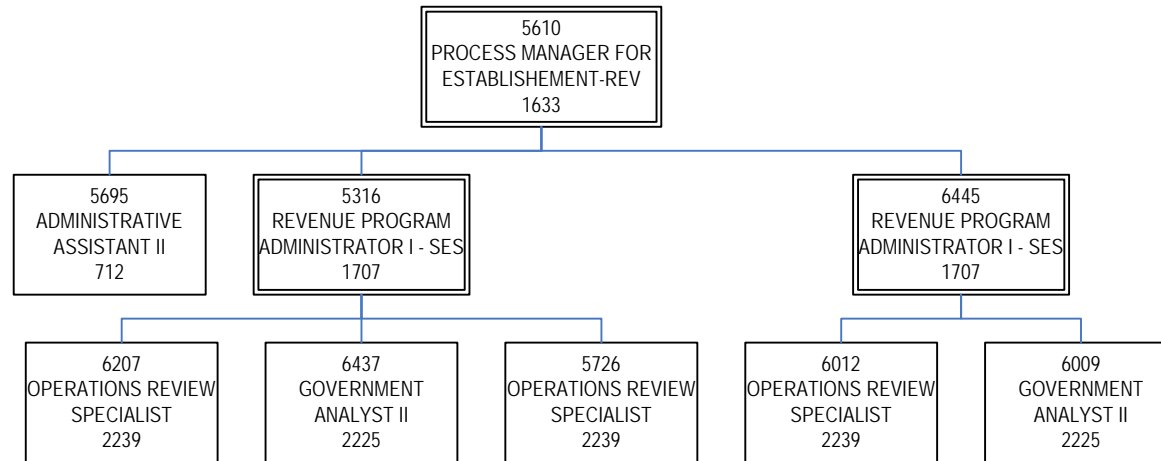 5610
PROCESS MANAGER FOR
ESTABLISHEMENT-REV
1633
5695
ADMINISTRATIVE
ASSISTANT II
712
5316
REVENUE PROGRAM
ADMINISTRATOR I - SES
1707
6445
REVENUE PROGRAM
ADMINISTRATOR I - SES
1707
6207
OPERATIONS REVIEW
SPECIALIST
2239
6437
GOVERNMENT
ANALYST II
2225
5726
OPERATIONS REVIEW
SPECIALIST
2239
6012
OPERATIONS REVIEW
SPECIALIST
2239
6009
GOVERNMENT
ANALYST II
2225